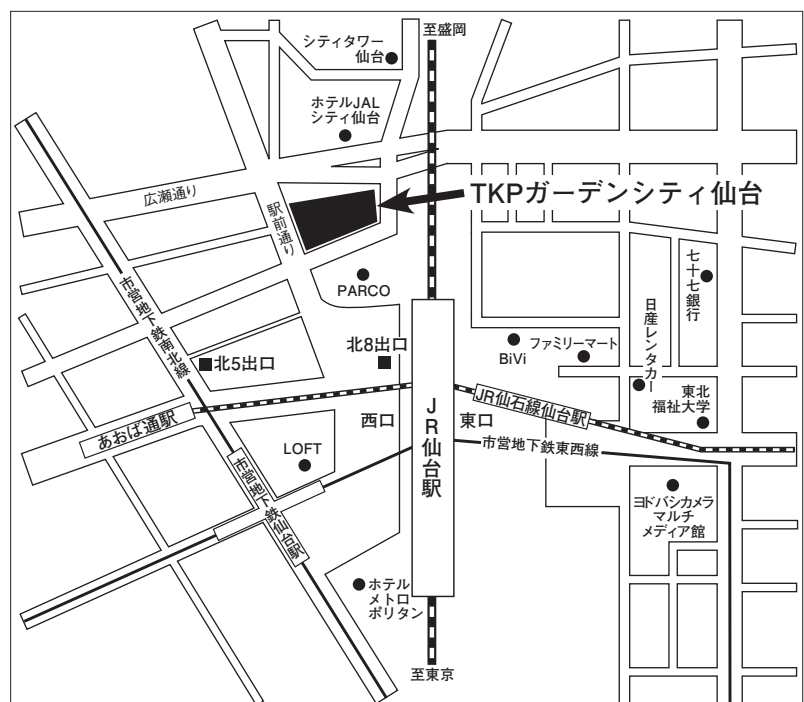 至盛岡
シティタワー
仙台
ホテルJAL
シティ仙台
広瀬通り
駅前通り
TKPガーデンシティ仙台
七十七銀行
PARCO
市営地下鉄南北線
日産レンタカー
北8出口
北5出口
BiVi
ファミリーマート
東北
福祉大学
JR仙石線仙台駅
西口
JR仙台駅
東口
あおば通駅
市営地下鉄東西線
LOFT
市営地下鉄仙台駅
ヨドバシカメラ
マルチ
メディア館
ホテル
メトロ
ポリタン
至東京